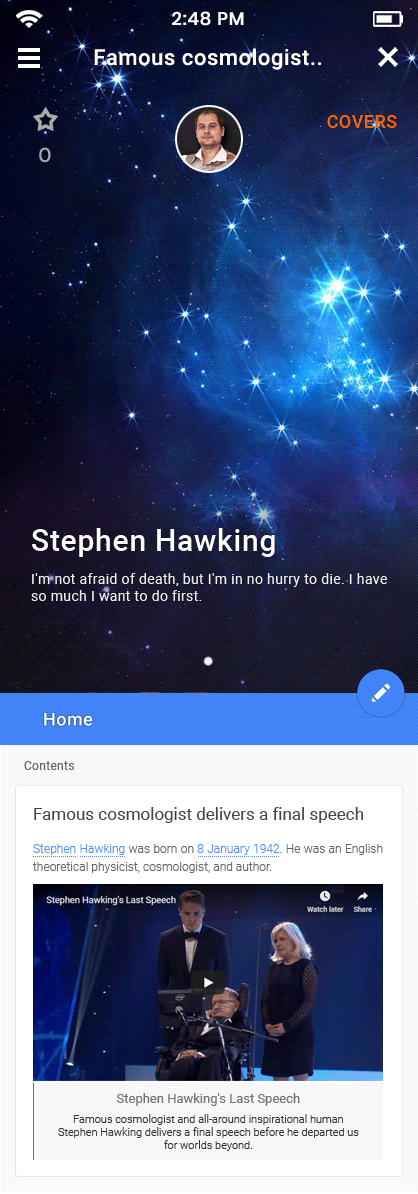 2:48 PM
Famous cosmologist..
0
COVERS
Stephen Hawking
I'm not afraid of death, but I'm in no hurry to die. I have
so much I want to do first.
Home
Contents
Famous cosmologist delivers a final speech
Stephen Hawking was born on 8 January 1942. He was an English
theoretical physicist, cosmologist, and author.
Stephen Hawking's Last Speech
Watch later
Share
intel
Stephen Hawking's Last Speech
Famous cosmologist and all-around inspirational human
Stephen Hawking delivers a final speech before he departed us
for worlds beyond.